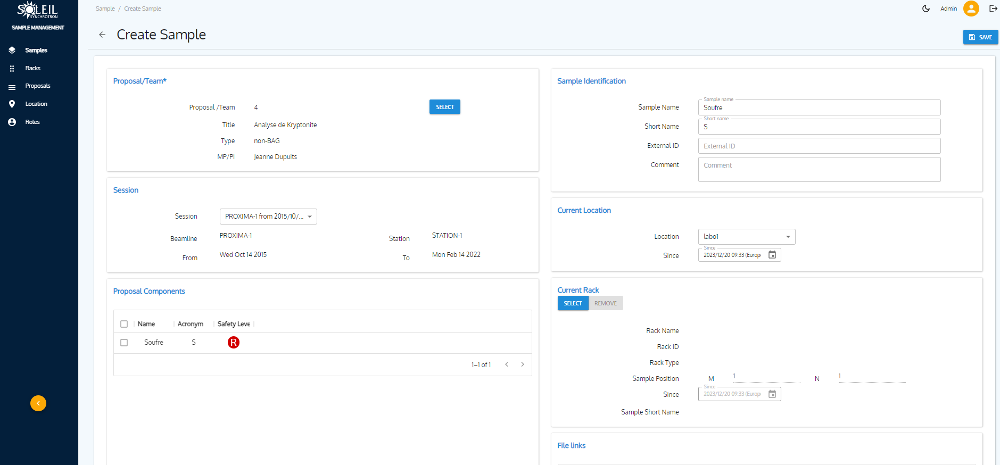 SOLEIL
SYNCHROTRON
SAMPLE MANAGEMENT
Samples
Racks
Proposals
Location
Roles
Sample / Create Sample
Admin
Create Sample
SAVE
Proposal/Team*
Proposal /Team 4
SELECT
Title Analyse de Kryptonite
Type non-BAG
MP/PI Jeanne Dupuits
Session
Session PROXIMA-1 from 2015/10/...
Beamline PROXIMA-1 Station STATION-1
From Wed Oct 14 2015 To Mon Feb 14 2022
Proposal Components
Name Acronym Safety Leve
Soufre S R
1–1 of 1
Sample Identification
Sample name
Sample Name Soufre
Short name
Short Name S
External ID External ID
Comment Comment
Current Location
Location labo1
Since
Since 2023/12/20 09:33 (Europ
Current Rack
SELECT REMOVE
Rack Name
Rack ID
Rack Type
Sample Position M 1 N 1
Since
Since 2023/12/20 09:33 (Europ
Sample Short Name
File links